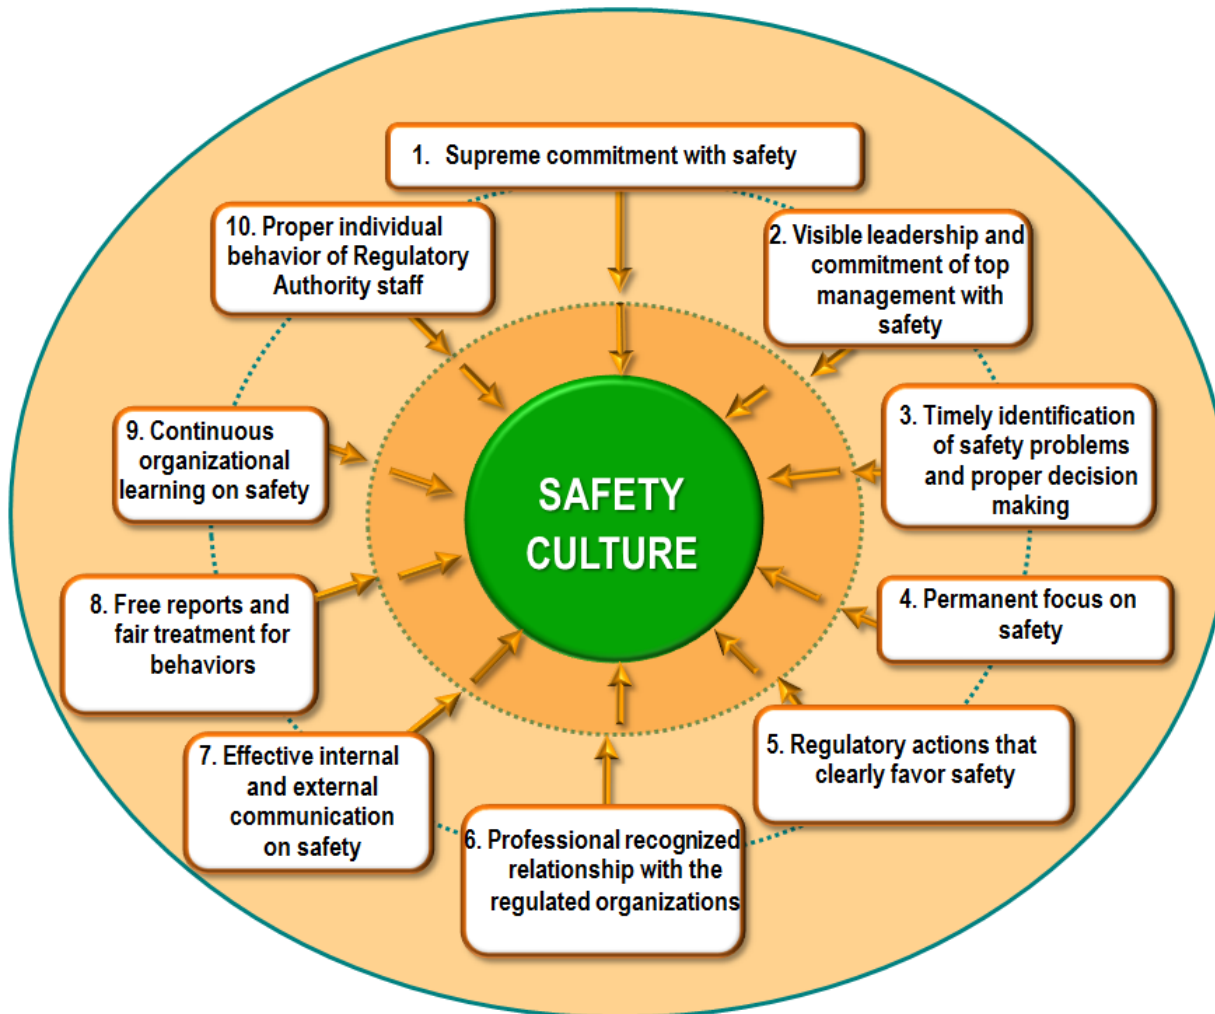 1. Supreme commitment with safety
10. Proper individual
behavior of Regulatory
Authority staff
2. Visible leadership and
commitment of top
management with
safety
3. Timely identification
of safety problems
and proper decision
making
9. Continuous
organizational
learning on safety
SAFETY
CULTURE
8. Free reports and
fair treatment for
behaviors
4. Permanent focus on
safety
7. Effective internal
and external
communication
on safety
5. Regulatory actions that
clearly favor safety
6. Professional recognized
relationship with the
regulated organizations